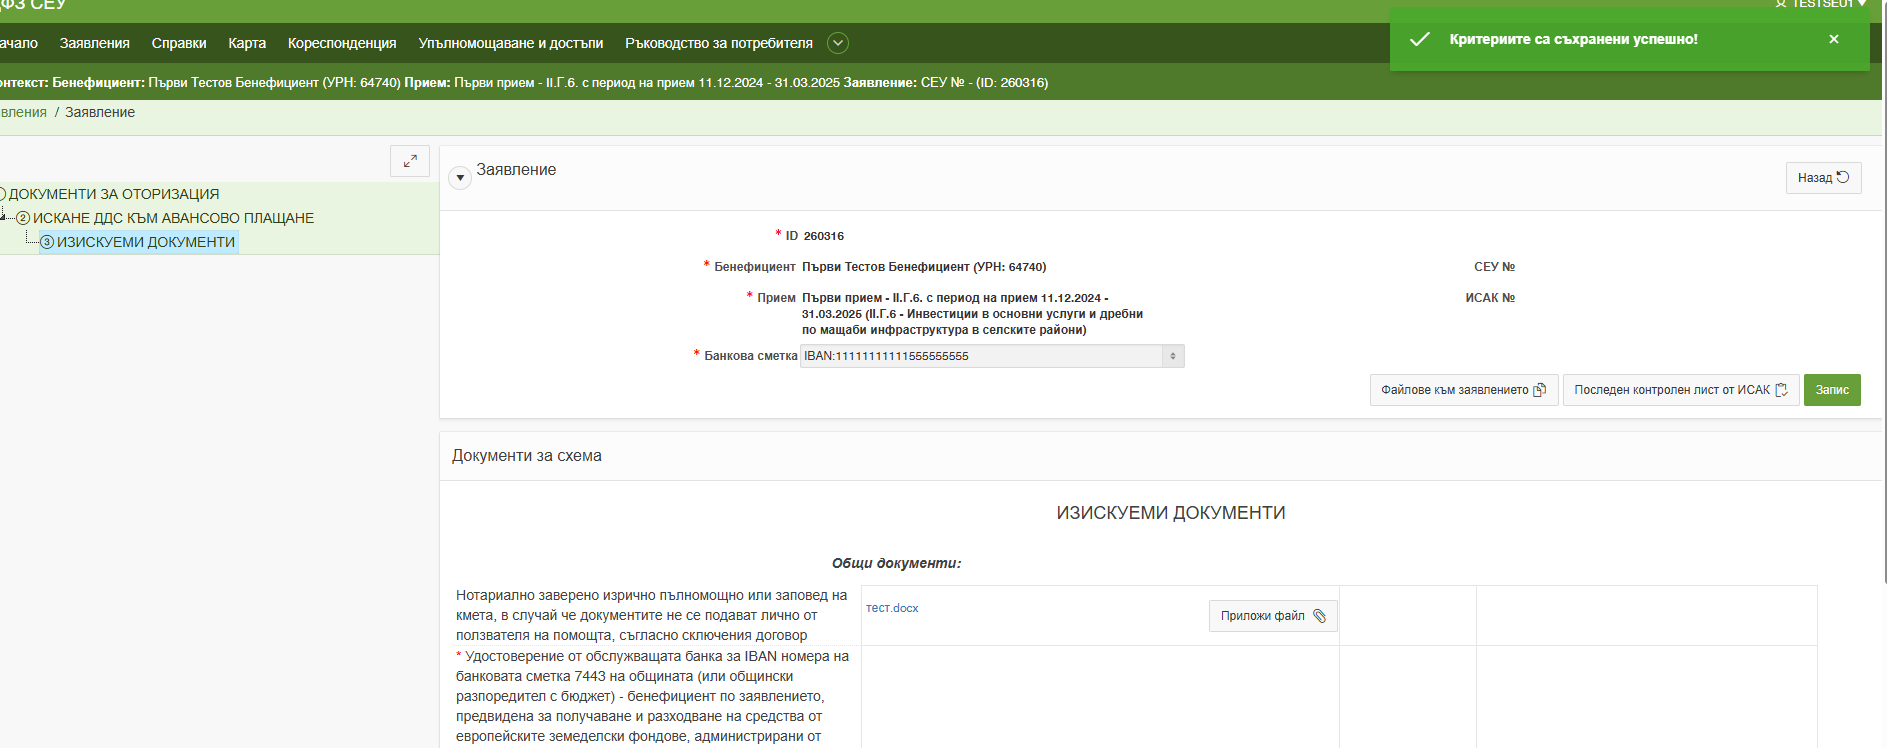 ФЗ СЕУ
TESTSEU1
ачало Заявления Справки Карта Кореспонденция Упълномощаване и достъпи Ръководство за потребителя
Критериите са съхранени успешно!
онтекст: Бенефициент: Първи Тестов Бенефициент (УРН: 64740) Прием: Първи прием - II.Г.6. с период на прием 11.12.2024 - 31.03.2025 Заявление: СЕУ № - (ID: 260316)
вления / Заявление
ДОКУМЕНТИ ЗА ОТОРИЗАЦИЯ
2 ИСКАНЕ ДДС КЪМ АВАНСОВО ПЛАЩАНЕ
3 ИЗИСКУЕМИ ДОКУМЕНТИ
Заявление
Назад
* ID 260316
* Бенефициент Първи Тестов Бенефициент (УРН: 64740)
СЕУ №
* Прием Първи прием - II.Г.6. с период на прием 11.12.2024 -
31.03.2025 (II.Г.6 - Инвестиции в основни услуги и дребни
по мащаби инфраструктура в селските райони)
ИСАК №
* Банкова сметка IBAN:11111111111555555555
Файлове към заявлението Последен контролен лист от ИСАК Запис
Документи за схема
ИЗИСКУЕМИ ДОКУМЕНТИ
Общи документи:
Нотариално заверено изрично пълномощно или заповед на
кмета, в случай че документите не се подават лично от
ползвателя на помощта, съгласно сключения договор
тест.docx
Приложи файл
* Удостоверение от обслужващата банка за IBAN номера на
банковата сметка 7443 на общината (или общински
разпоредител с бюджет) - бенефициент по заявлението,
предвидена за получаване и разходване на средства от
европейските земеделски фондове, администрирани от